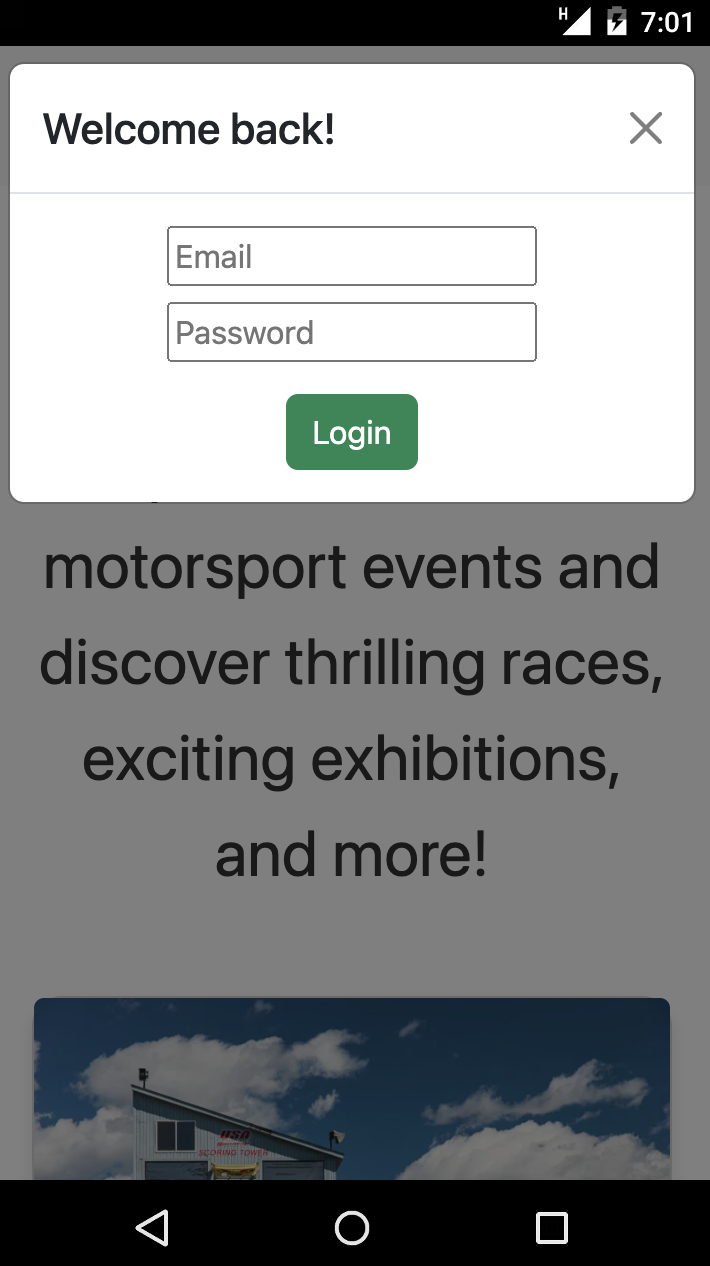 H 7:01
Welcome back!
Email
Password
Login
motorsport events and
discover thrilling races,
exciting exhibitions,
and more!
USA
SCORING TOWER